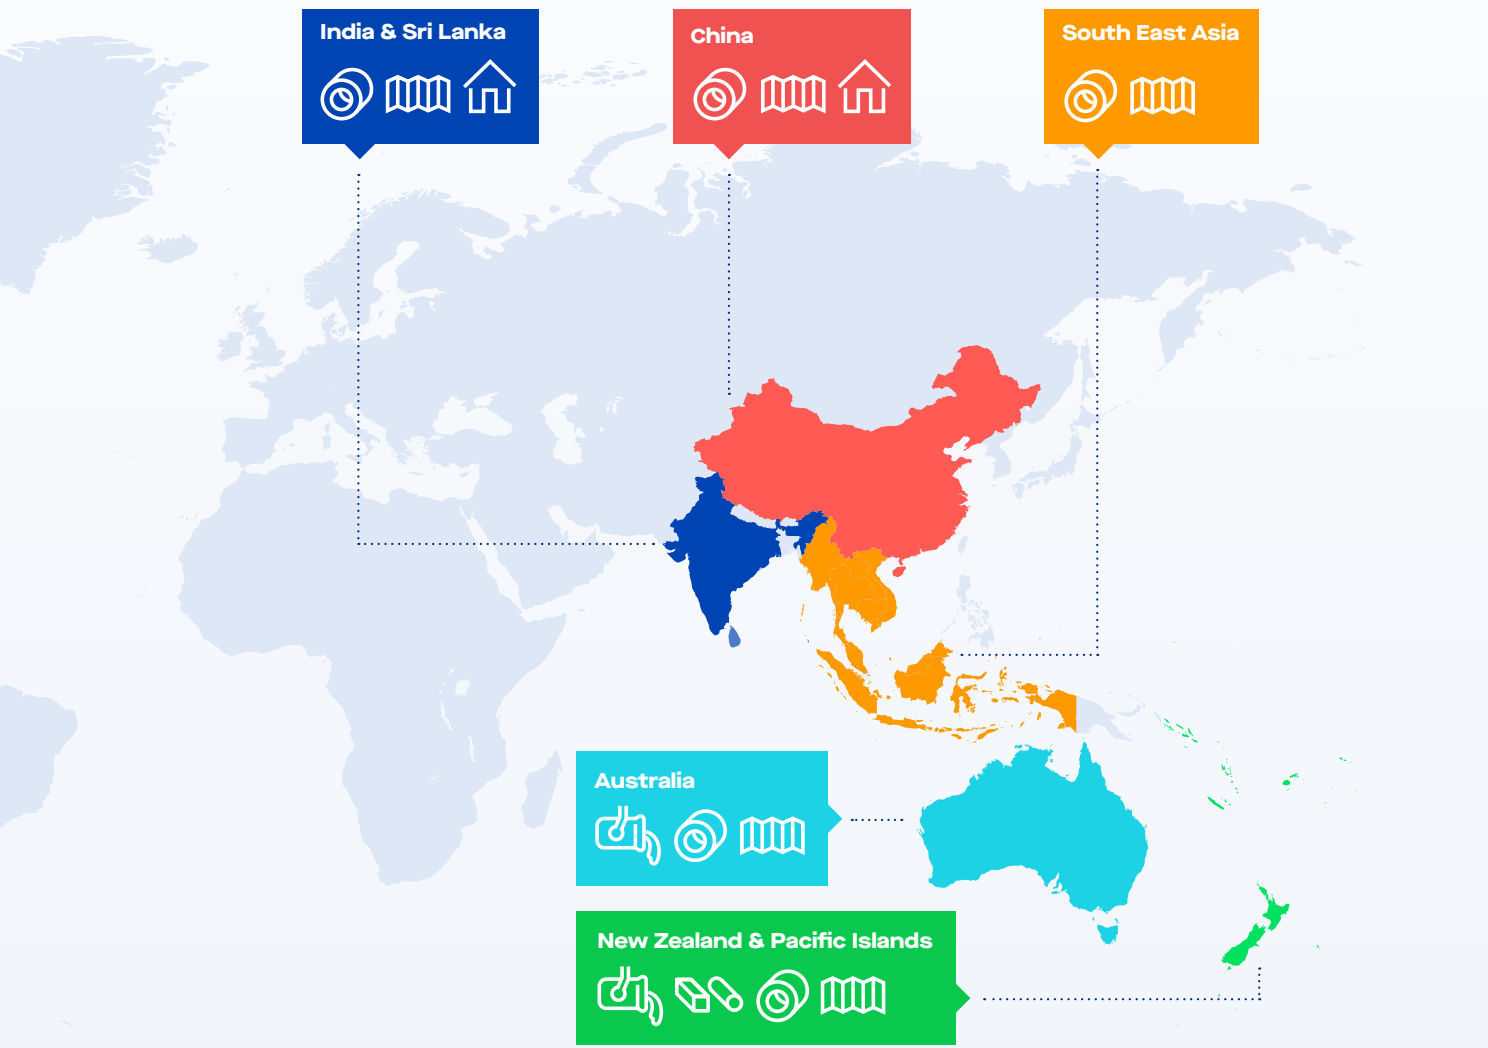 India & Sri Lanka
China
South East Asia
Australia
New Zealand & Pacific Islands